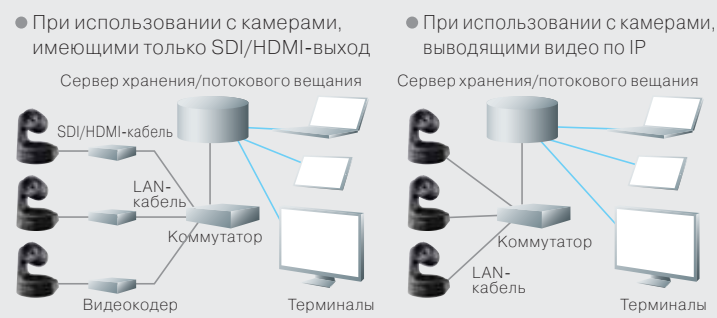 ● При использовании с камерами,
имеющими только SDI/HDMI-выход
Сервер хранения/потокового вещания
SDI/HDMI-кабель
LAN-
кабель
Коммутатор
Видеокодер
Терминалы
● При использовании с камерами,
выводящими видео по IP
Сервер хранения/потокового вещания
Коммутатор
LAN-
кабель
Терминалы